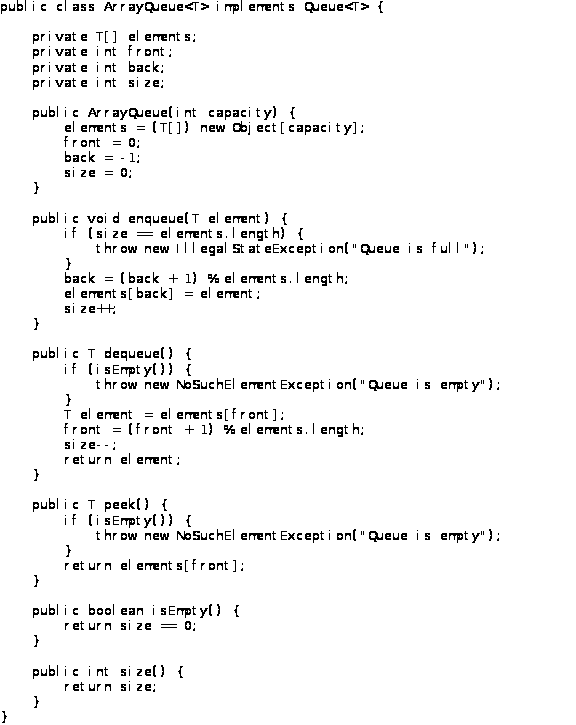 public class ArrayQueue<T> implements Queue<T> {

    private T[] elements;
    private int front;
    private int back;
    private int size;

    public ArrayQueue(int capacity) {
        elements = (T[]) new Object[capacity];
        front = 0;
        back = -1;
        size = 0;
    }

    public void enqueue(T element) {
        if (size == elements.length) {
            throw new IllegalStateException("Queue is full");
        }
        back = (back + 1) % elements.length;
        elements[back] = element;
        size++;
    }

    public T dequeue() {
        if (isEmpty()) {
            throw new NoSuchElementException("Queue is empty");
        }
        T element = elements[front];
        front = (front + 1) % elements.length;
        size--;
        return element;
    }

    public T peek() {
        if (isEmpty()) {
            throw new NoSuchElementException("Queue is empty");
        }
        return elements[front];
    }

    public boolean isEmpty() {
        return size == 0;
    }

    public int size() {
        return size;
    }
}